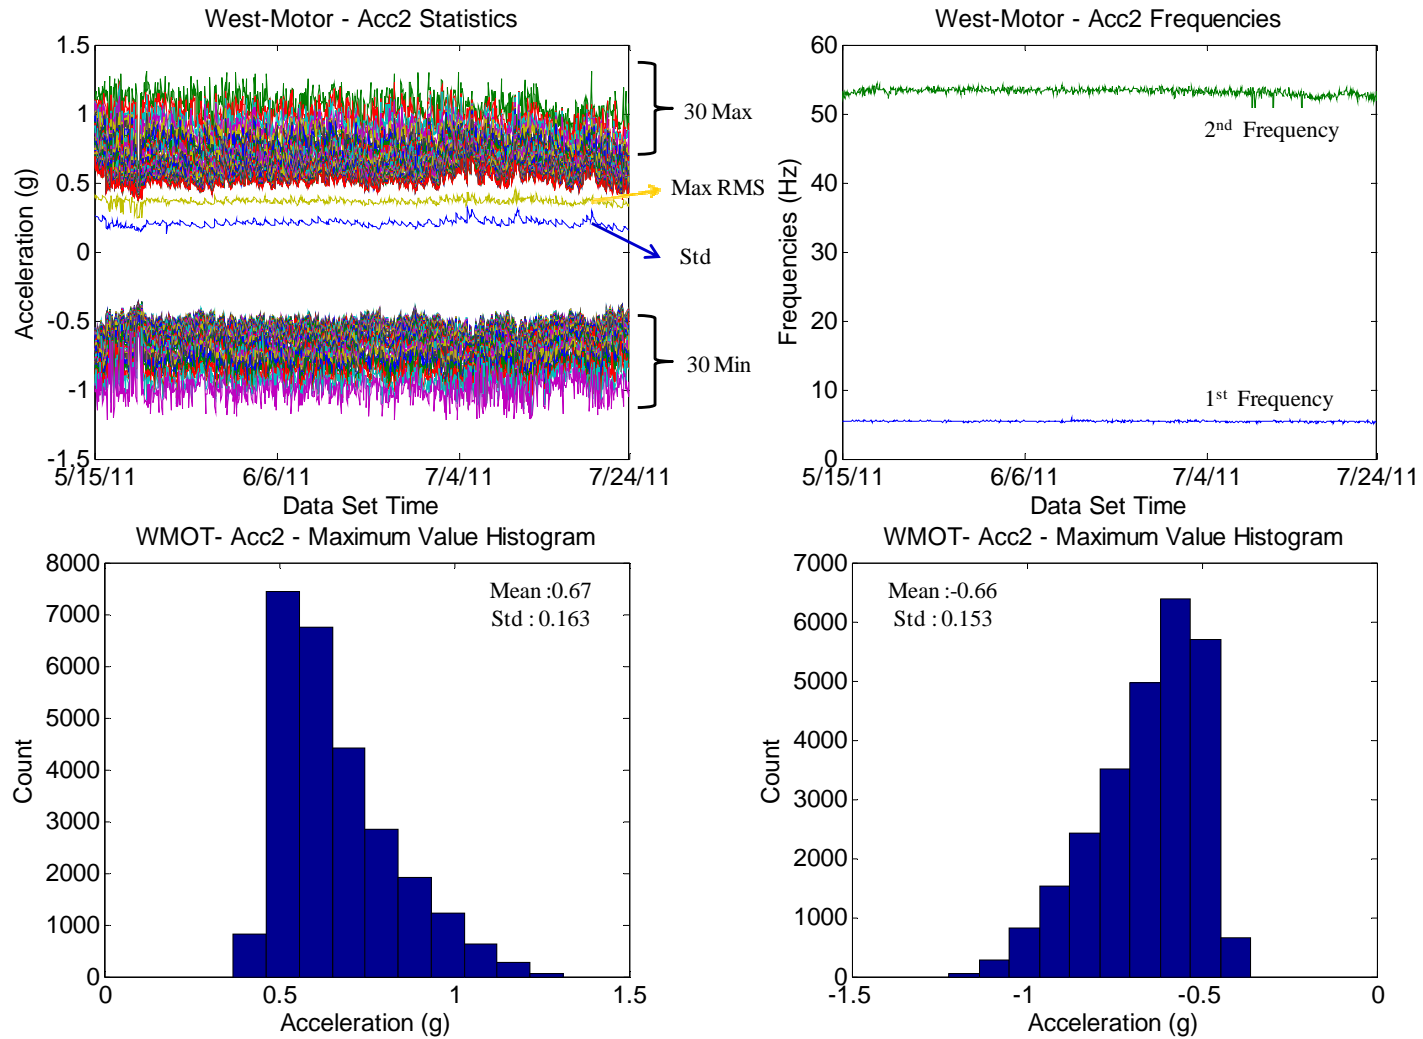 West-Motor - Acc2 Statistics
1.5
1
0.5
0
-0.5
-1
-1.5
Acceleration (g)
30 Max
Max RMS
Std
30 Min
5/15/11
6/6/11
7/4/11
7/24/11
Data Set Time
West-Motor - Acc2 Frequencies
60
50
40
30
20
10
0
Frequencies (Hz)
2nd Frequency
1st Frequency
5/15/11
6/6/11
7/4/11
7/24/11
Data Set Time
WMOT- Acc2 - Maximum Value Histogram
8000
7000
6000
5000
4000
3000
2000
1000
0
Count
Mean :0.67
Std : 0.163
0
0.5
1
1.5
Acceleration (g)
WMOT- Acc2 - Maximum Value Histogram
7000
6000
5000
4000
3000
2000
1000
0
Count
Mean :-0.66
Std : 0.153
-1.5
-1
-0.5
0
Acceleration (g)